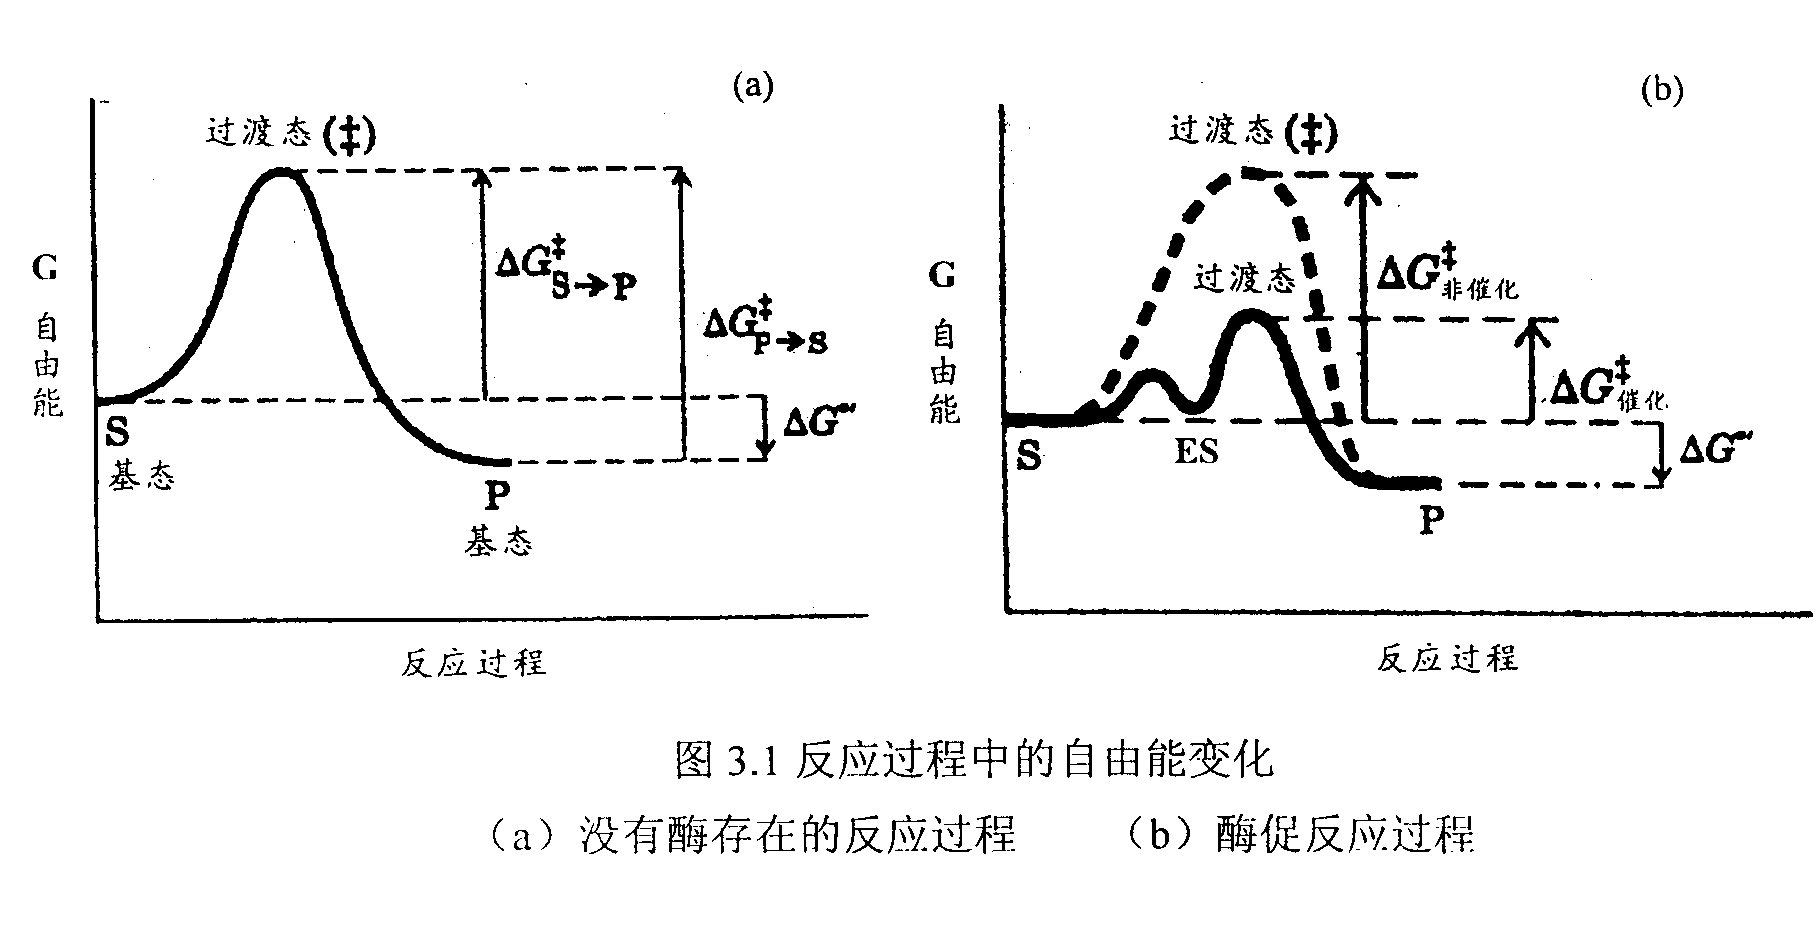 (a)
过渡态(‡)
G
自
由
能
ΔG‡S→P
ΔG‡P→S
ΔG°′
S
基态
P
基态
反应过程
(b)
过渡态(‡)
过渡态
G
自
由
能
ΔG‡非催化
ΔG‡催化
ΔG°′
S
ES
P
反应过程
图 3.1 反应过程中的自由能变化
（a）没有酶存在的反应过程 （b）酶促反应过程